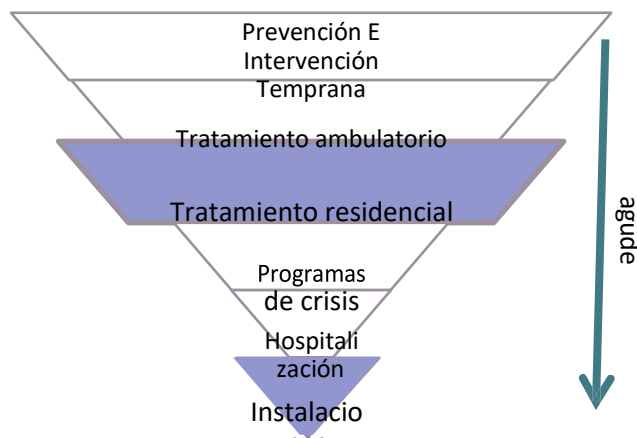 Prevención E
Intervención
Temprana
Tratamiento ambulatorio
Tratamiento residencial
Programas
de crisis
Hospitali
zación
Instalacio
agude